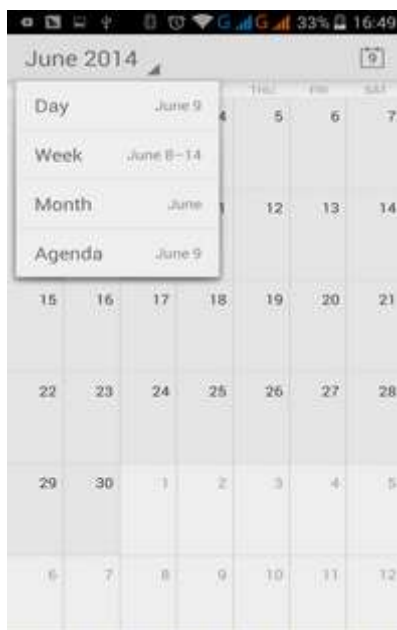 G G 33% 16:49
June 2014 9
THU FRI SAT
Day June 9 4 5 6 7
Week June 8–14
Month June 1 12 13 14
Agenda June 9
15 16 17 18 19 20 21
22 23 24 25 26 27 28
29 30 1 2 3 4 5
6 7 8 9 10 11 12